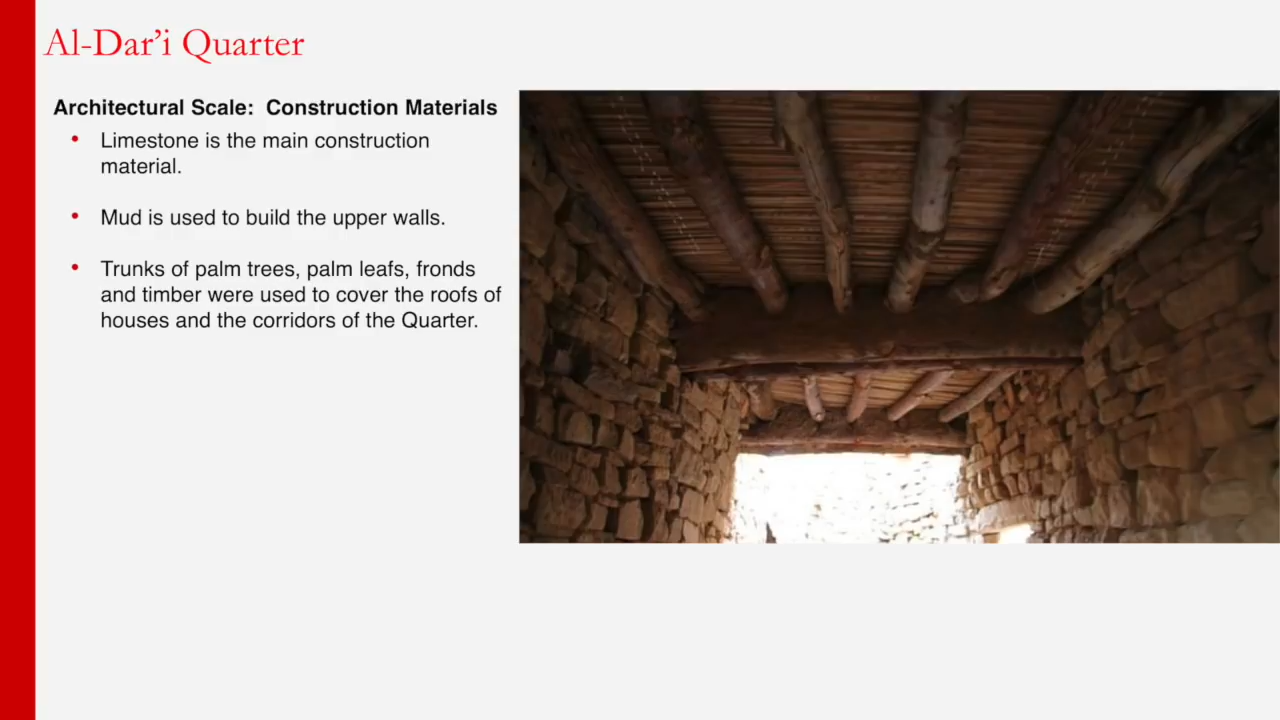 Al-Dar’i Quarter
Architectural Scale:  Construction Materials
• Limestone is the main construction
material.
• Mud is used to build the upper walls.
• Trunks of palm trees, palm leafs, fronds
and timber were used to cover the roofs of
houses and the corridors of the Quarter.